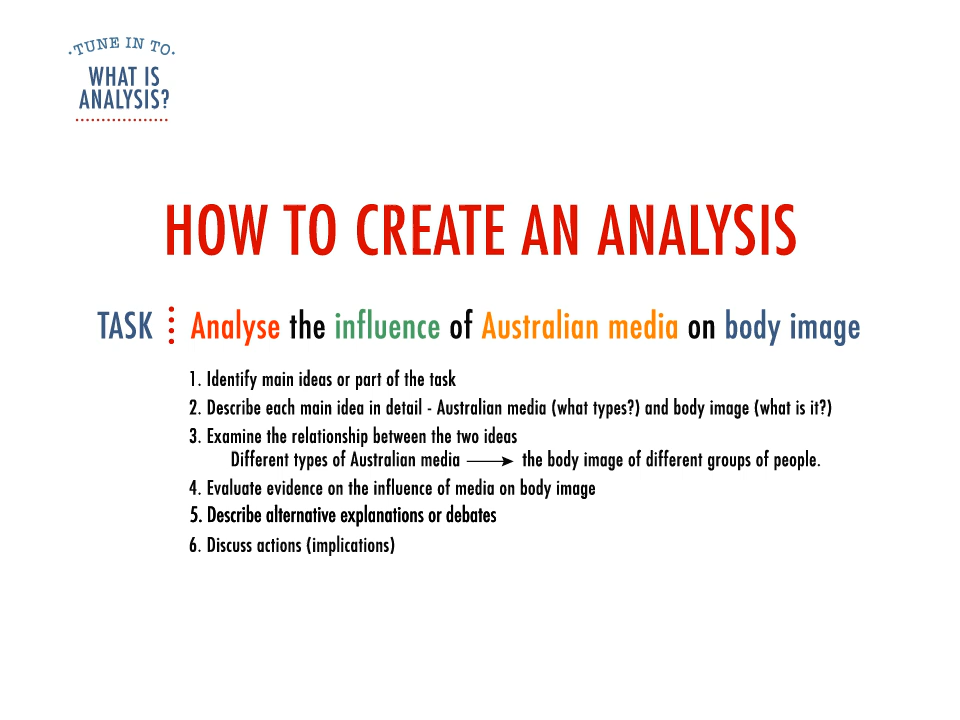 ·TUNE IN TO·
WHAT IS
ANALYSIS?
HOW TO CREATE AN ANALYSIS
TASK Analyse the influence of Australian media on body image
1. Identify main ideas or part of the task
2. Describe each main idea in detail - Australian media (what types?) and body image (what is it?)
3. Examine the relationship between the two ideas
Different types of Australian media ⟶ the body image of different groups of people.
4. Evaluate evidence on the influence of media on body image
5. Describe alternative explanations or debates
6. Discuss actions (implications)